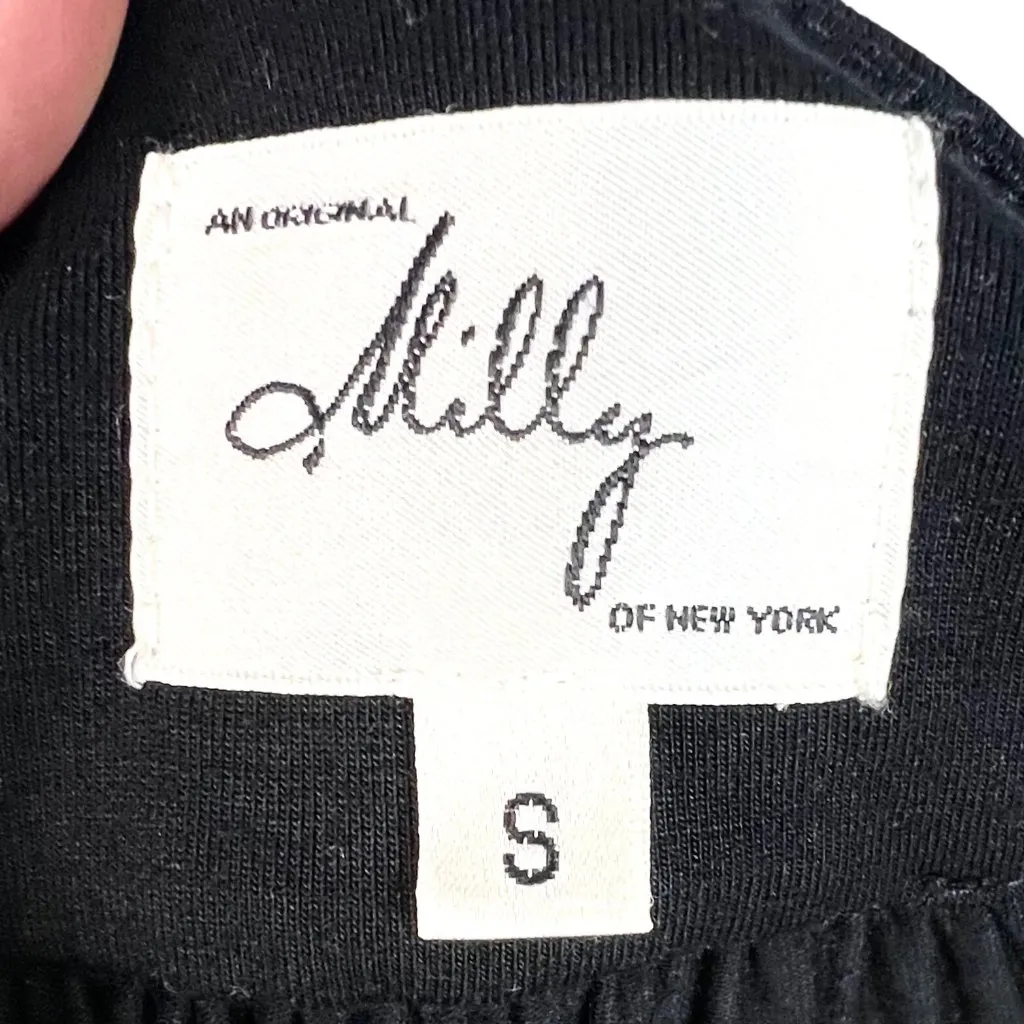 AN ORIGINAL
Milly
OF NEW YORK
S